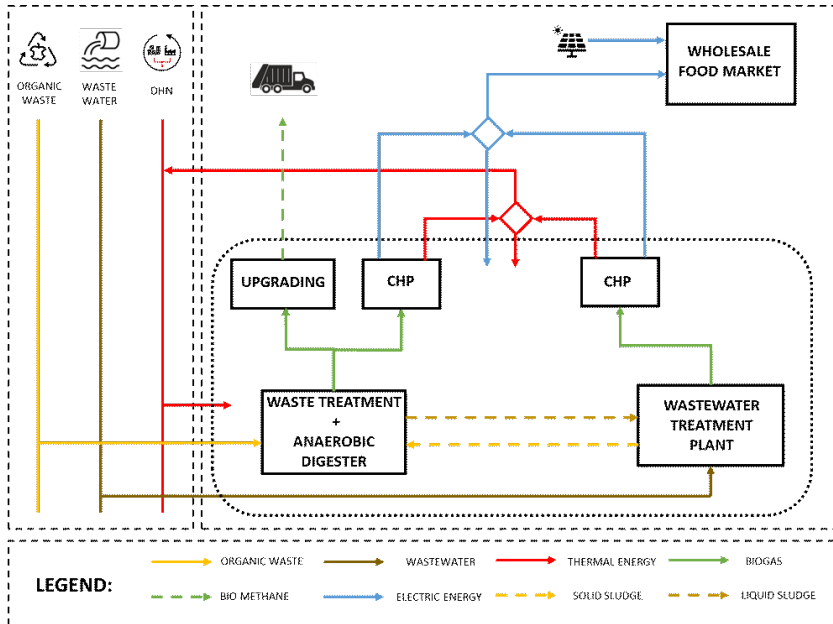 ORGANIC
WASTE
WASTE
WATER
DHN
WHOLESALE
FOOD MARKET
UPGRADING
CHP
CHP
WASTE TREATMENT
+
ANAEROBIC
DIGESTER
WASTEWATER
TREATMENT
PLANT
LEGEND:
ORGANIC WASTE
WASTEWATER
THERMAL ENERGY
BIOGAS
BIO METHANE
ELECTRIC ENERGY
SOLID SLUDGE
LIQUID SLUDGE